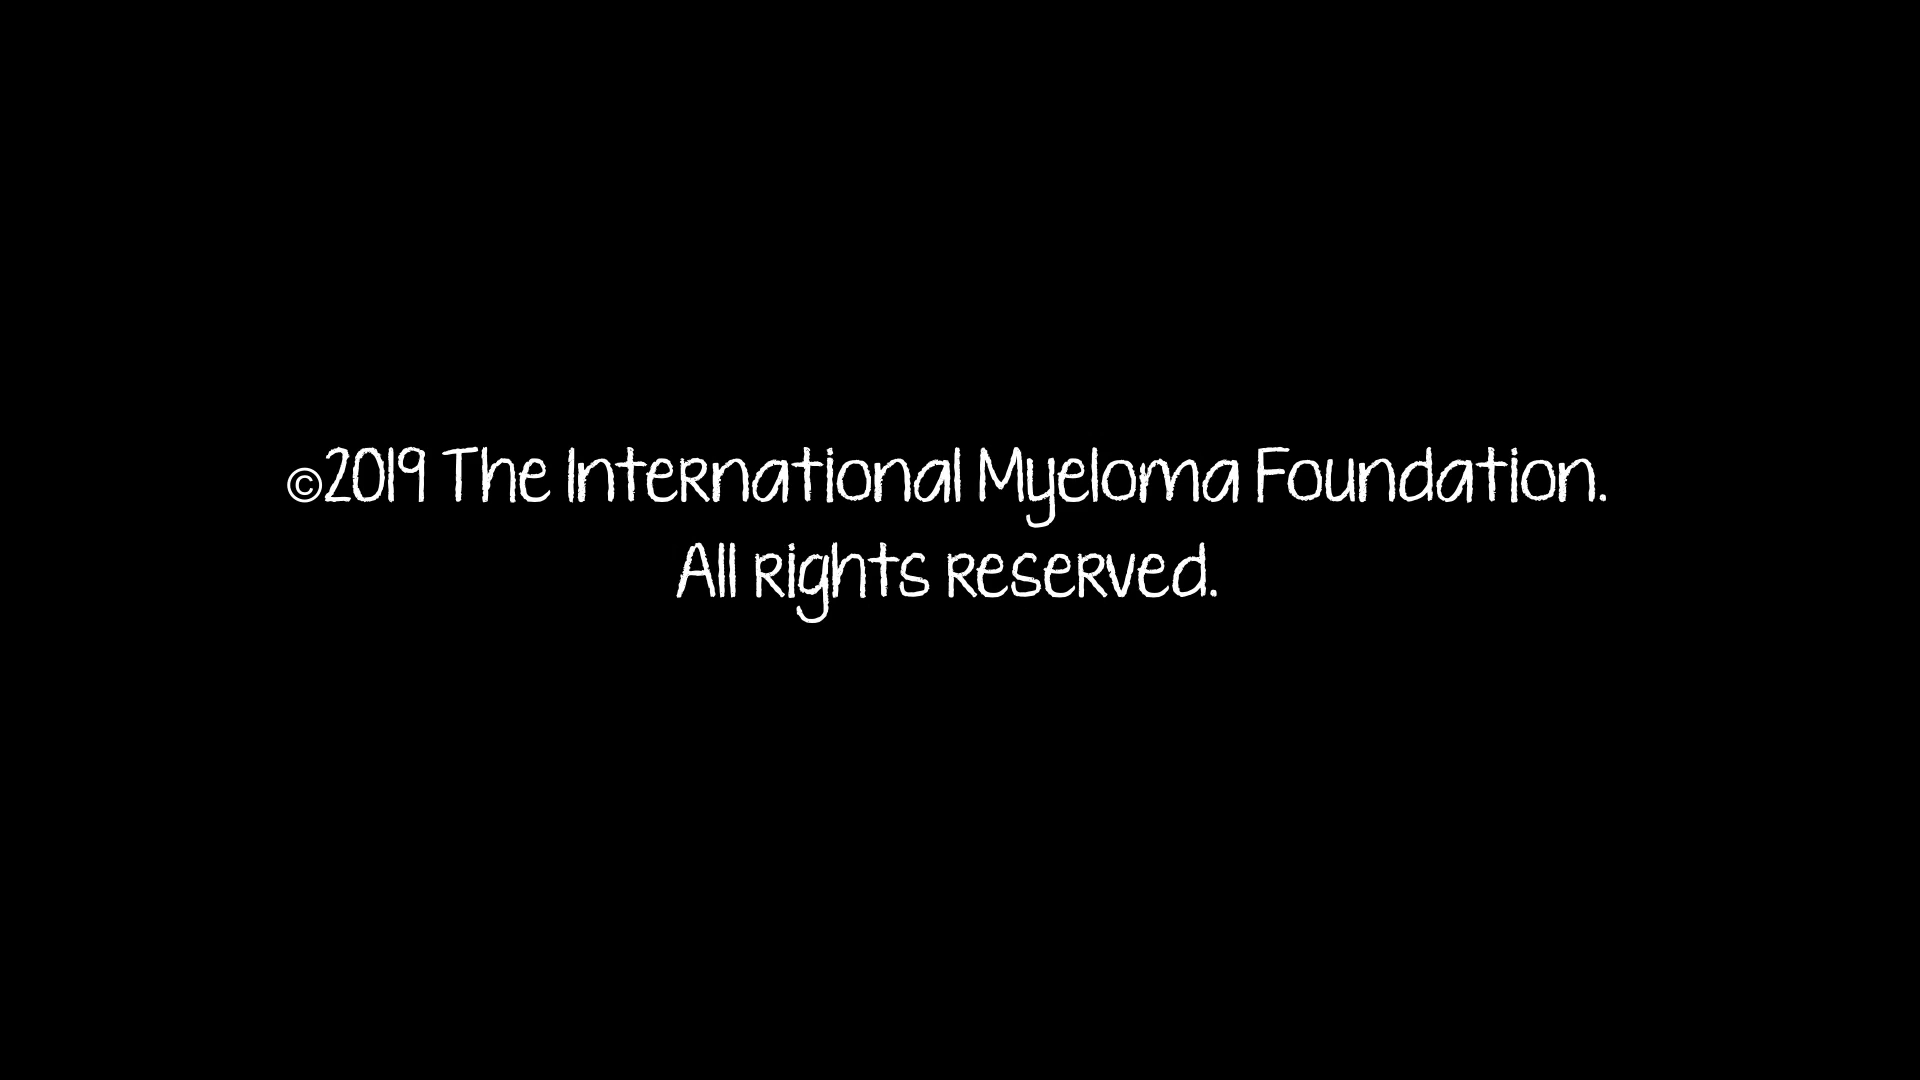 ©2019 The International Myeloma Foundation.
All rights reserved.